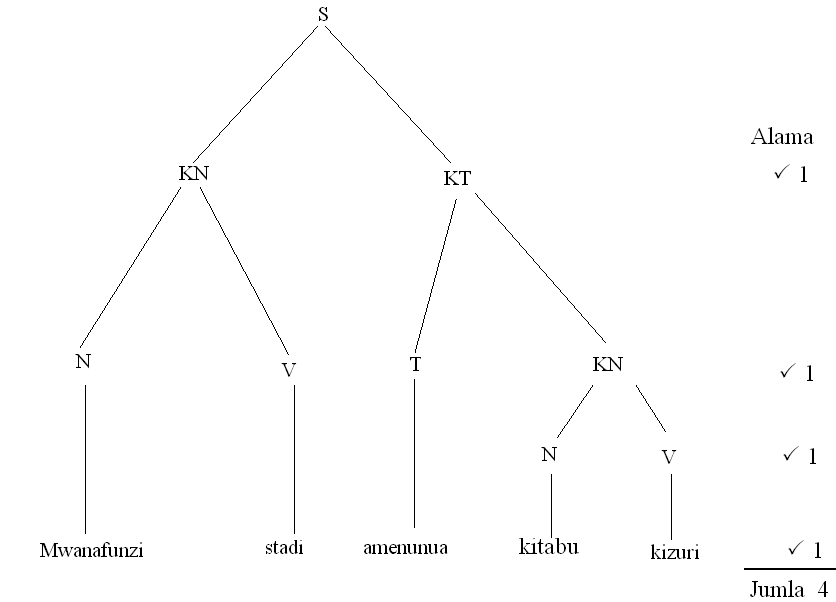 S
Alama
KN KT ✓ 1
N V T KN ✓ 1
N V ✓ 1
Mwanafunzi stadi amenunua kitabu kizuri ✓ 1
Jumla 4